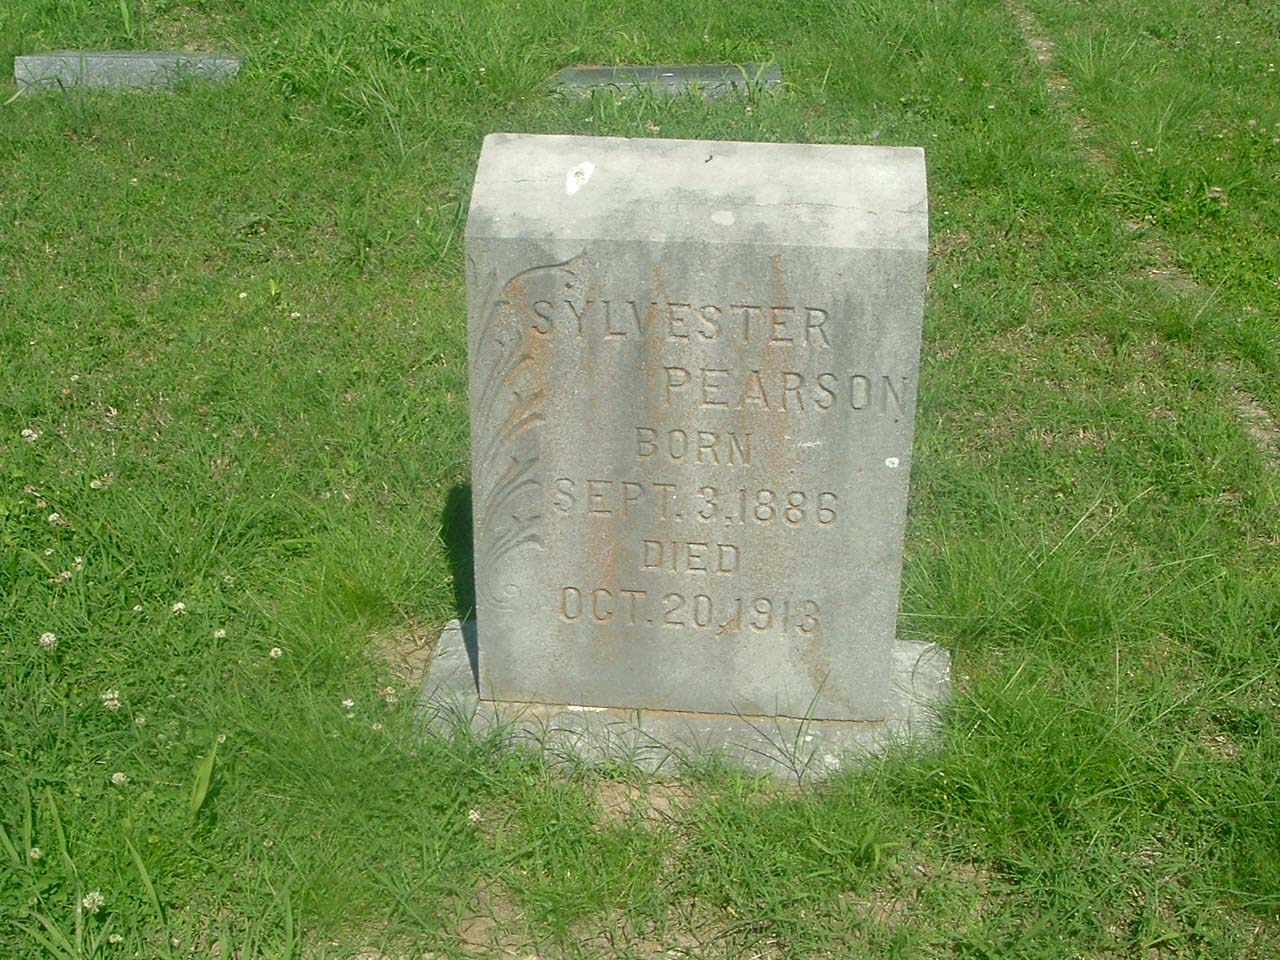 SYLVESTER
PEARSON
BORN
SEPT. 3, 1886
DIED
OCT. 20, 1913